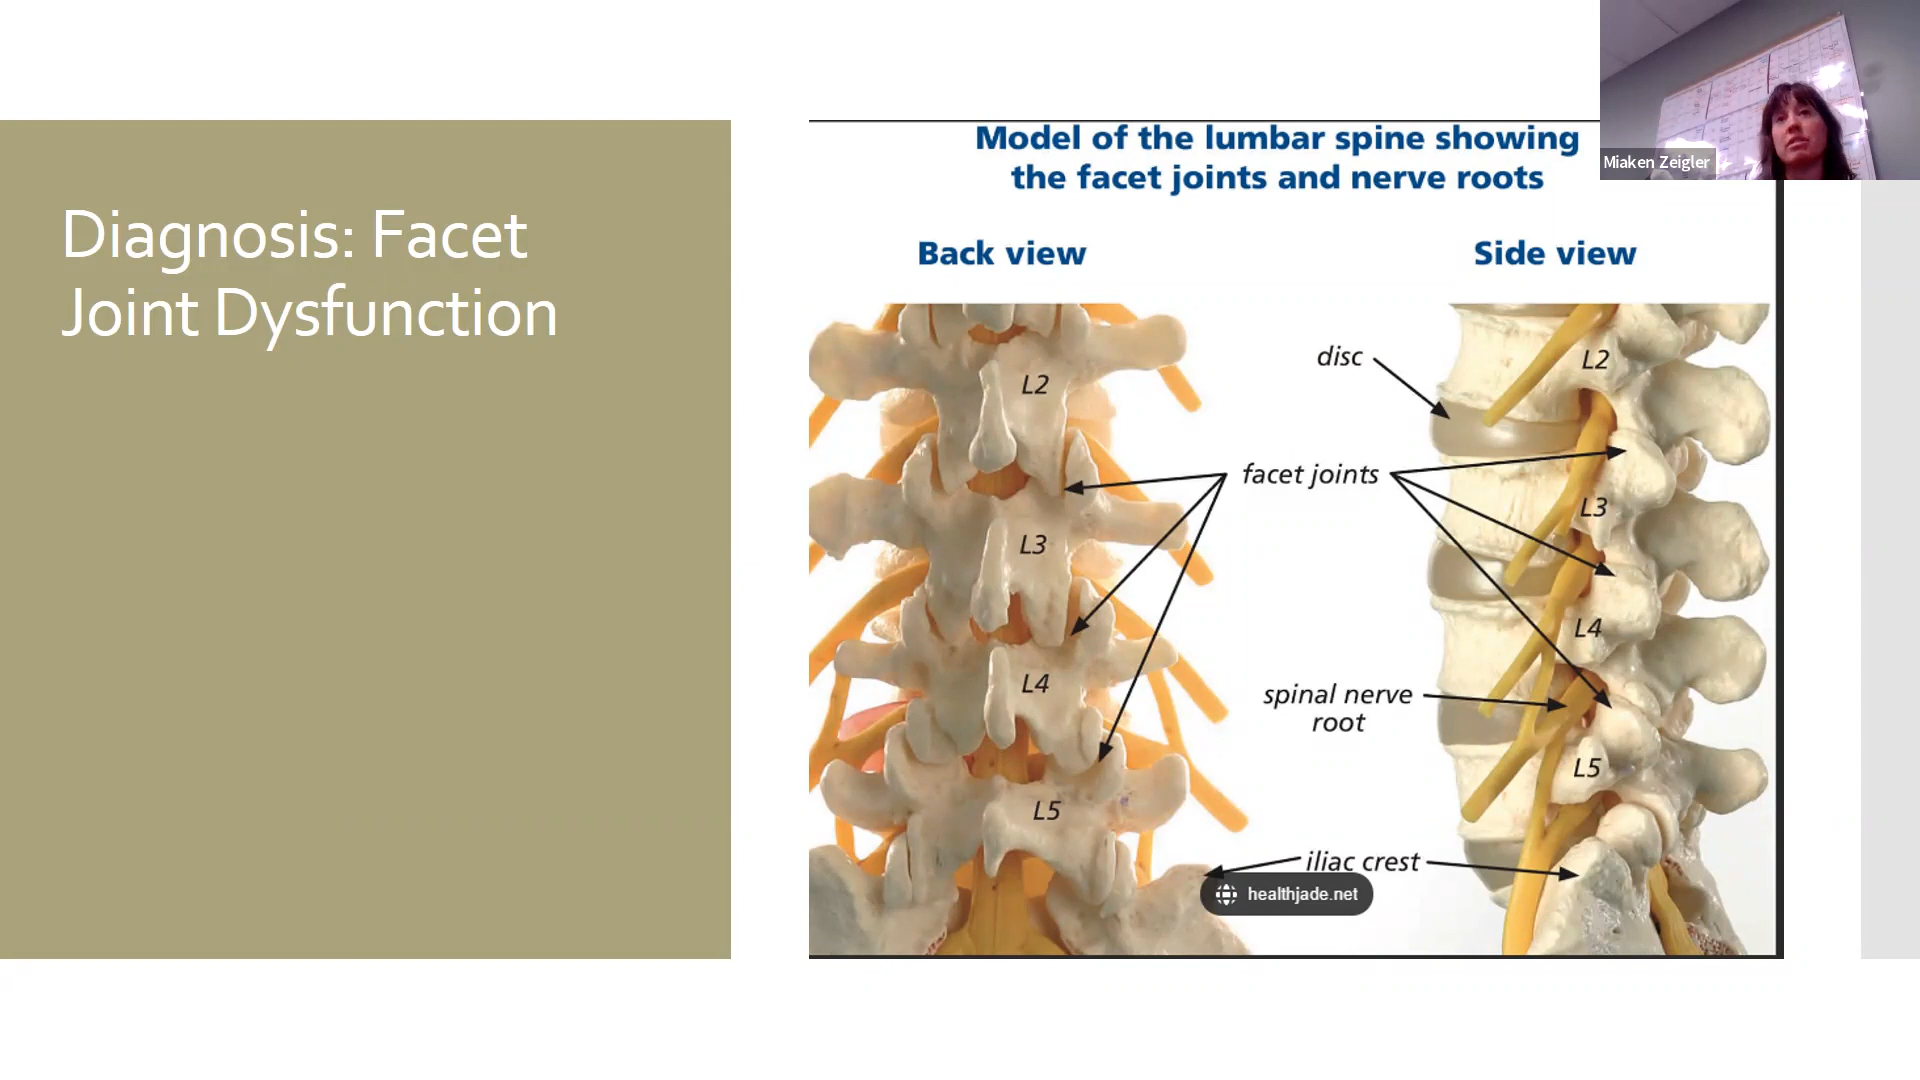 Diagnosis: Facet
Joint Dysfunction
Model of the lumbar spine showing
the facet joints and nerve roots
Back view
Side view
L2
L3
L4
L5
disc
facet joints
spinal nerve
root
iliac crest
L2
L3
L4
L5
healthjade.net
Miaken Zeigler